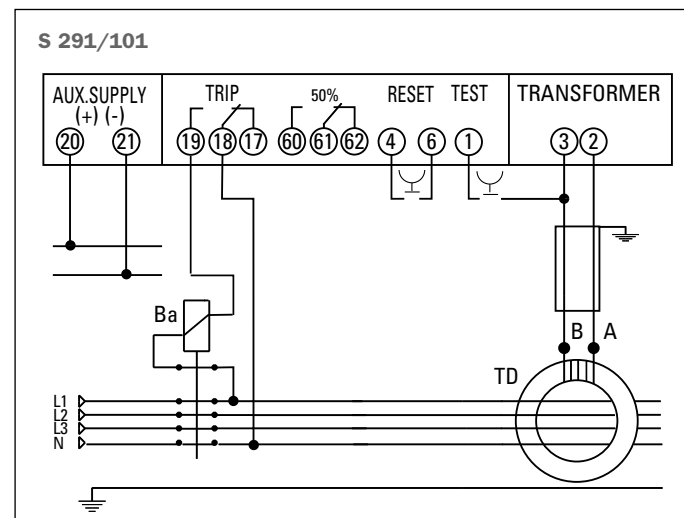 S 291/101
AUX.SUPPLY TRIP 50% RESET TEST TRANSFORMER
(+) (-)
20 21 19 18 17 60 61 62 4 6 1 3 2
Ba
B A
TD
L1
L2
L3
N